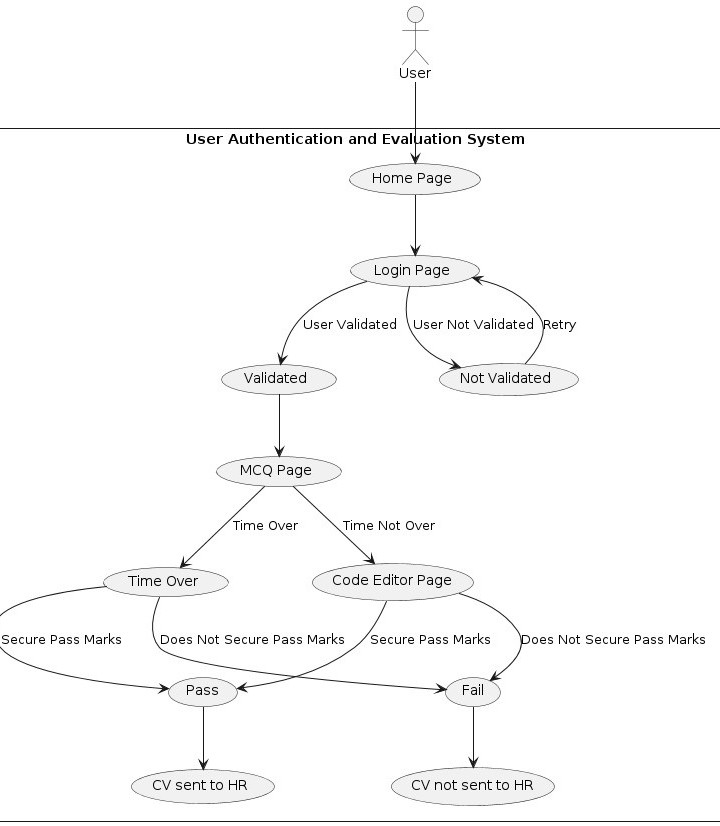 User
User Authentication and Evaluation System
Home Page
Login Page
User Validated
User Not Validated
Retry
Validated
Not Validated
MCQ Page
Time Over
Time Not Over
Time Over
Code Editor Page
Secure Pass Marks
Does Not Secure Pass Marks
Secure Pass Marks
Does Not Secure Pass Marks
Pass
Fail
CV sent to HR
CV not sent to HR